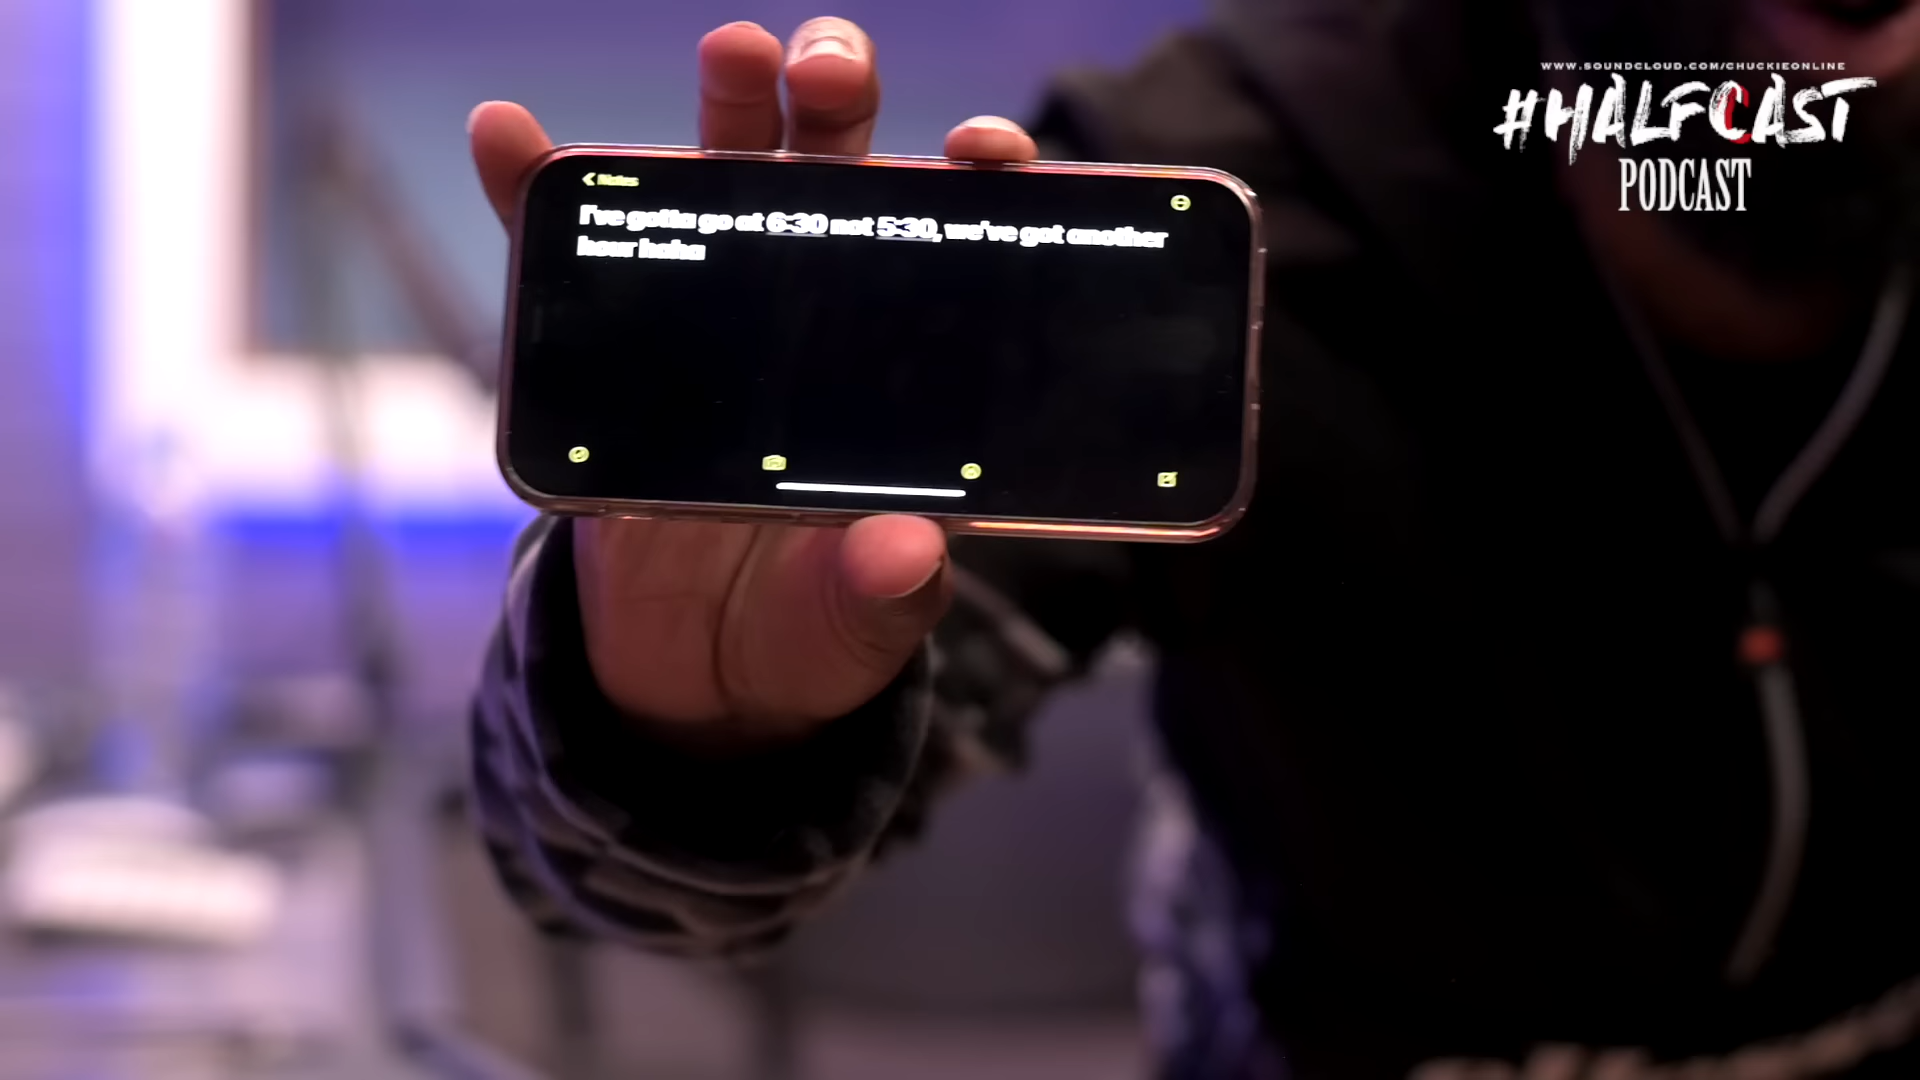 WWW.SOUNDCLOUD.COM/CHUCKIEONLINE
#HALFCAST
PODCAST
Notes
I've gotta go at 6:30 not 5:30, we've got another
hour haha